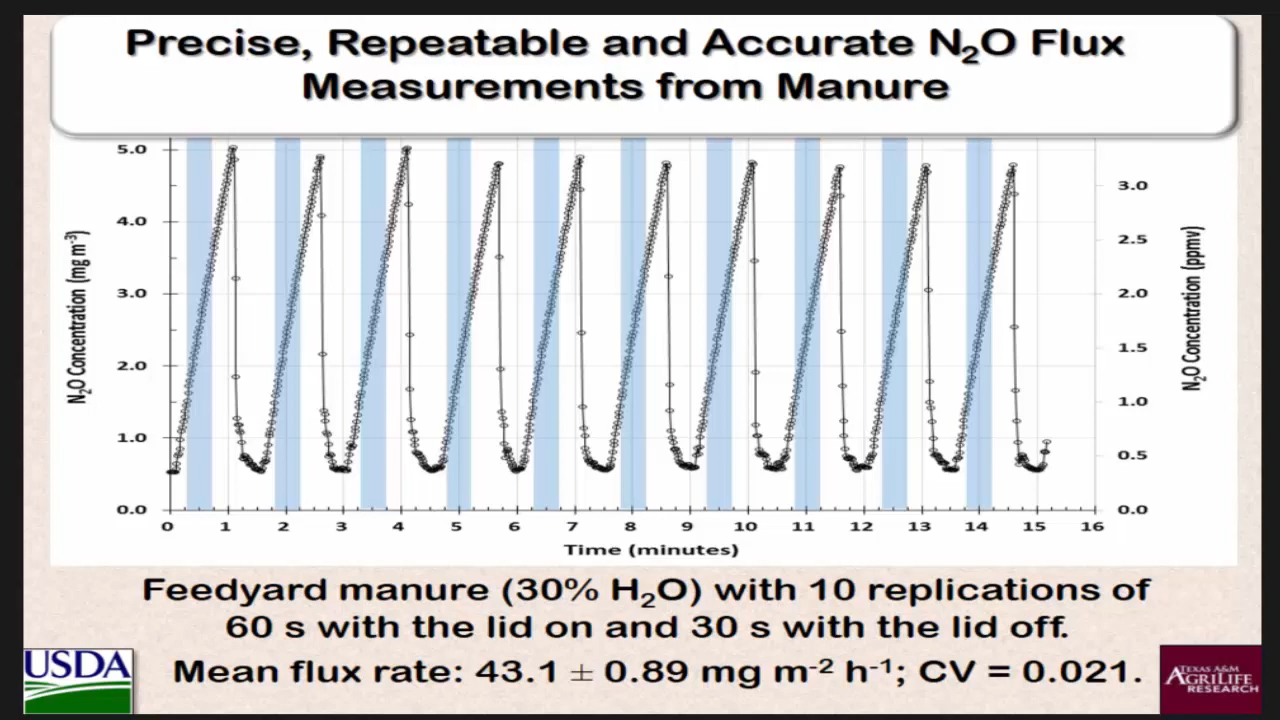 Precise, Repeatable and Accurate N₂O Flux
Measurements from Manure
5.0
4.0
3.0
2.0
1.0
0.0
N₂O Concentration (mg m⁻³)
3.0
2.5
2.0
1.5
1.0
0.5
0.0
N₂O Concentration (ppmv)
0 1 2 3 4 5 6 7 8 9 10 11 12 13 14 15 16
Time (minutes)
Feedyard manure (30% H₂O) with 10 replications of
60 s with the lid on and 30 s with the lid off.
Mean flux rate: 43.1 ± 0.89 mg m⁻² h⁻¹; CV = 0.021.
USDA
TEXAS A&M
AGRILIFE
RESEARCH